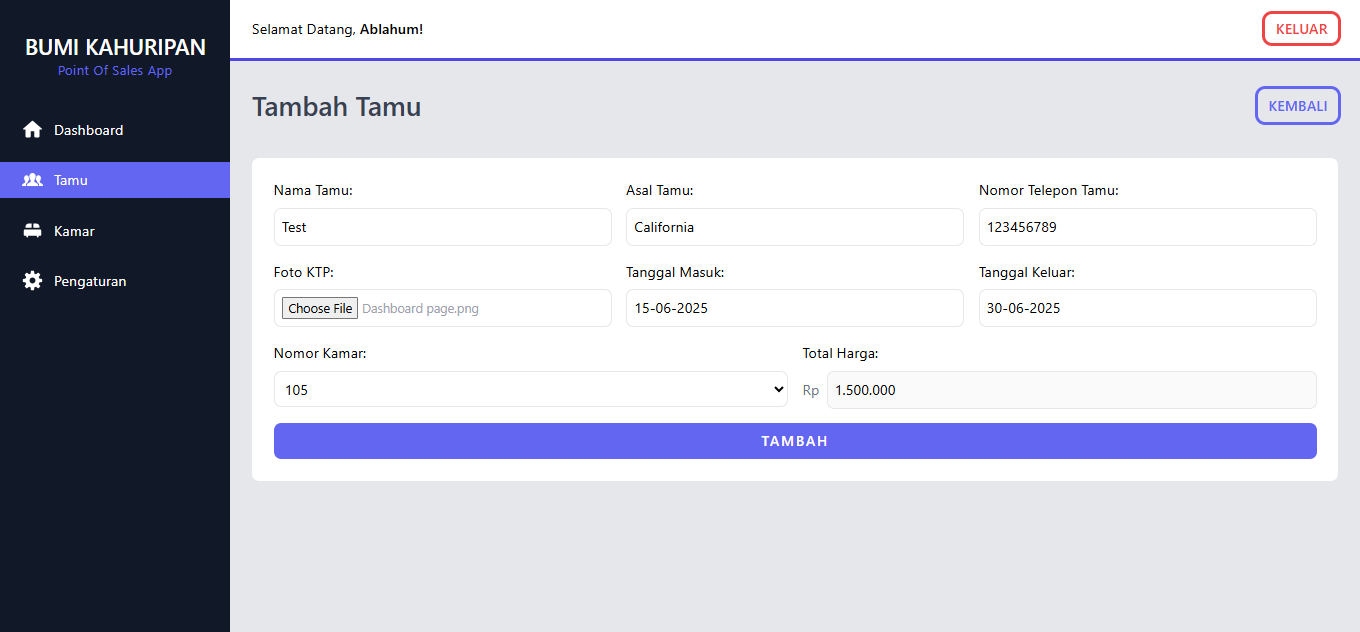 BUMI KAHURIPAN
Point Of Sales App
Dashboard
Tamu
Kamar
Pengaturan
Selamat Datang, Ablahum!
KELUAR
Tambah Tamu
KEMBALI
Nama Tamu:
Asal Tamu:
Nomor Telepon Tamu:
Test
California
123456789
Foto KTP:
Tanggal Masuk:
Tanggal Keluar:
Choose File Dashboard page.png
15-06-2025
30-06-2025
Nomor Kamar:
Total Harga:
105
Rp 1.500.000
TAMBAH